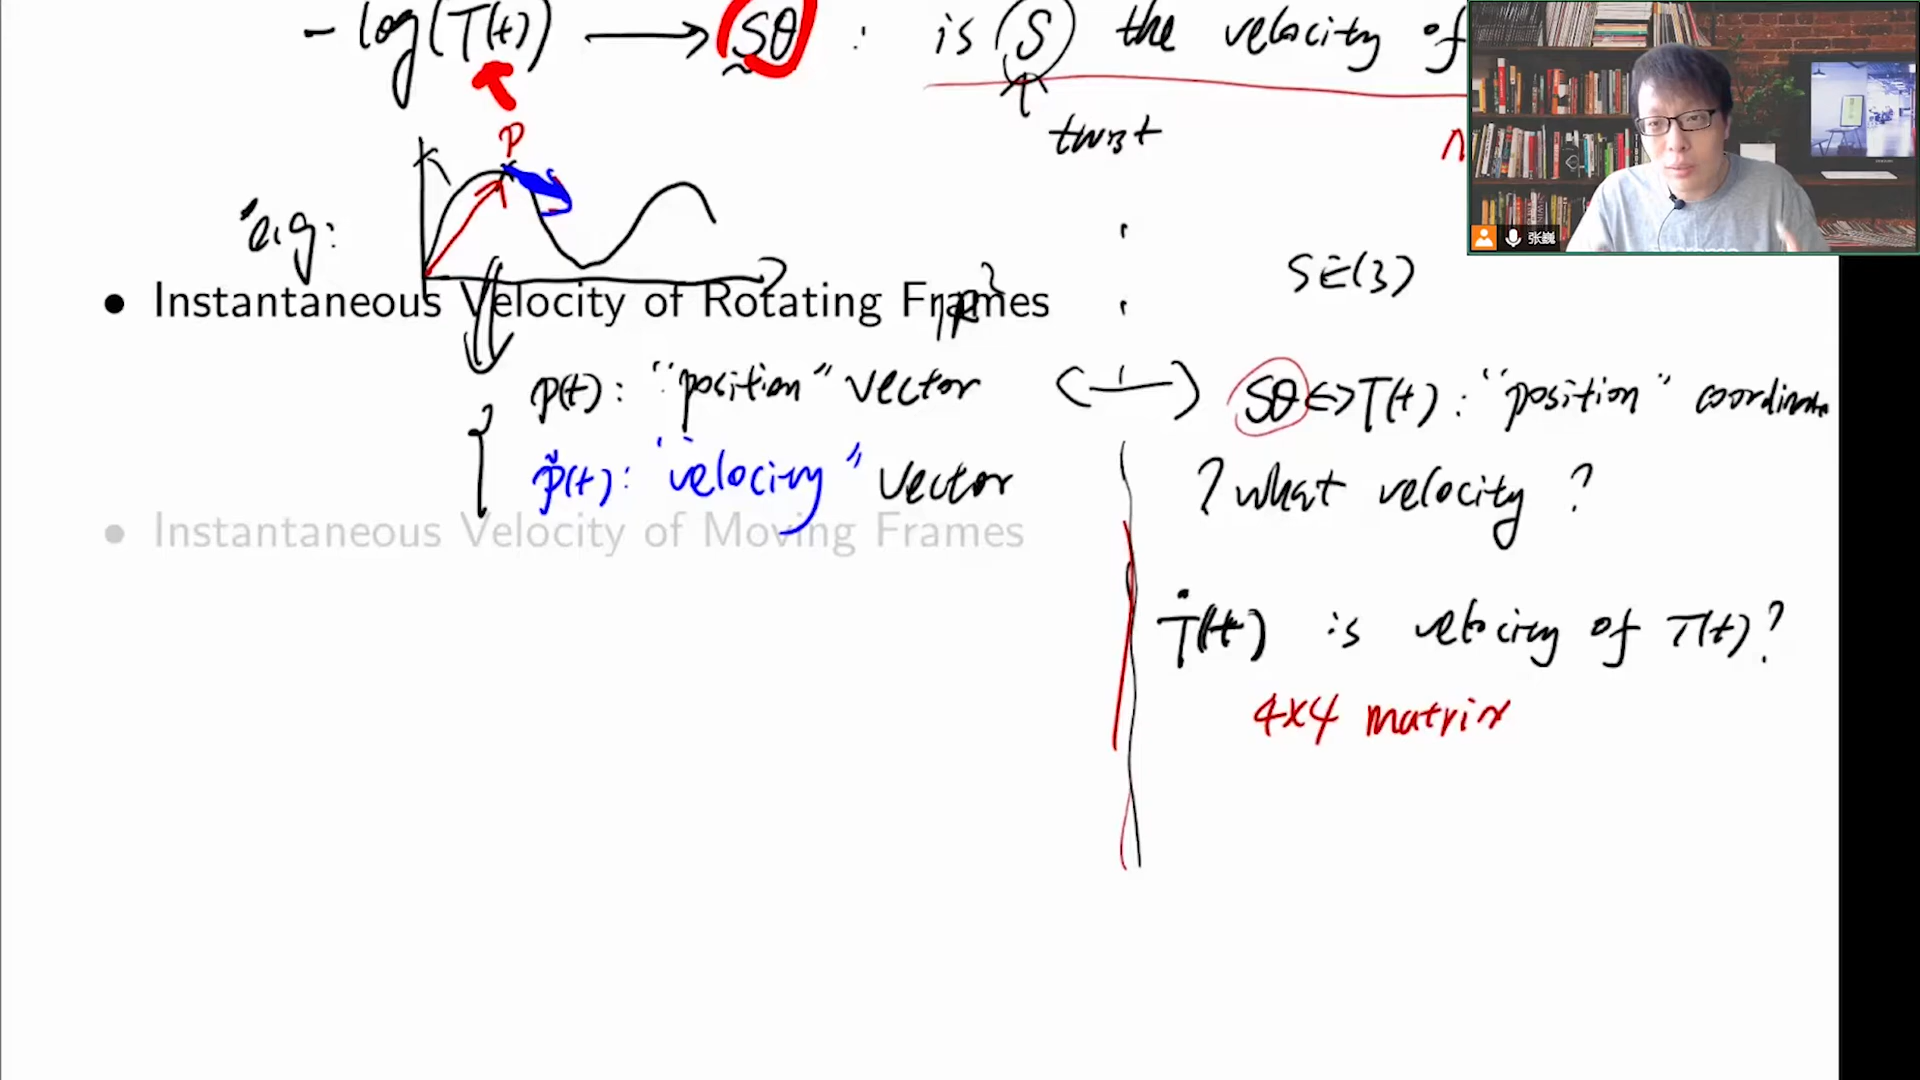 - log(T(t)) → Sθ : is S the velocity of
twist
P
e.g:
SE(3)
• Instantaneous Velocity of Rotating Frames
ℝ²
p(t): "position" vector ↔ Sθ ⇔ T(t): "position" coordinate
ṗ(t): "velocity" vector
? what velocity ?
• Instantaneous Velocity of Moving Frames
Ṫ(t) is velocity of T(t)?
4×4 matrix
张巍